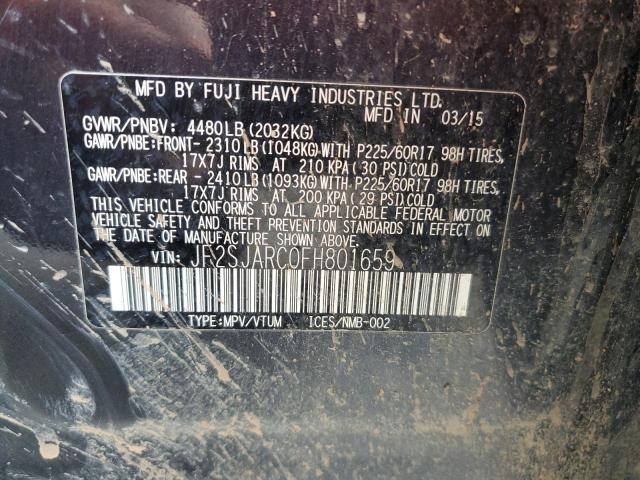 MFD BY FUJI HEAVY INDUSTRIES LTD.
MFD IN 03/15
GVWR/PNBV: 4480LB(2032KG)
GAWR/PNBE:FRONT- 2310LB(1048KG)WITH P225/60R17 98H TIRES,
17X7J RIMS AT 210 KPA(30 PSI)COLD
GAWR/PNBE:REAR - 2410LB(1093KG)WITH P225/60R17 98H TIRES,
17X7J RIMS AT 200 KPA(29 PSI)COLD
THIS VEHICLE CONFORMS TO ALL APPLICABLE FEDERAL MOTOR
VEHICLE SAFETY AND THEFT PREVENTION STANDARDS IN EFFECT
ON THE DATE OF MANUFACTURE SHOWN ABOVE.
VIN: JF2SJARC0FH801659
TYPE:MPV/VTUM ICES/NMB-002